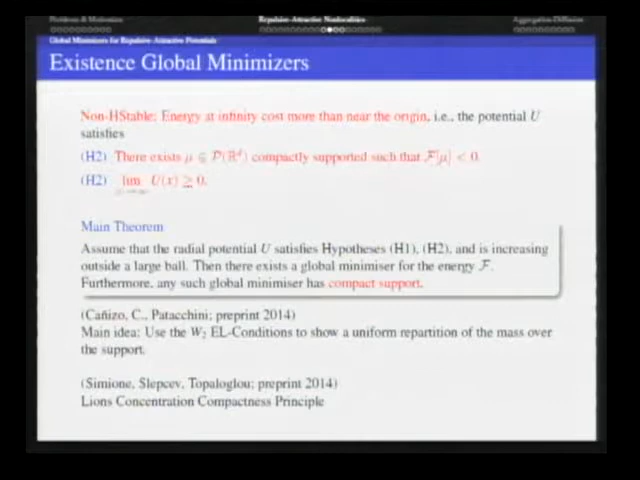 Problems & Motivation Repulsive-Attractive Nonlocalities Aggregation-Diffusion
Global Minimizers for Repulsive-Attractive Potentials
Existence Global Minimizers
Non-HStable: Energy at infinity cost more than near the origin, i.e., the potential U
satisfies
(H2) There exists μ ∈ P(ℝᵈ) compactly supported such that F[μ] < 0.
(H2) lim U(x) ≥ 0.
Main Theorem
Assume that the radial potential U satisfies Hypotheses (H1), (H2), and is increasing
outside a large ball. Then there exists a global minimiser for the energy F.
Furthermore, any such global minimiser has compact support.
(Cañizo, C., Patacchini; preprint 2014)
Main idea: Use the W₂ EL-Conditions to show a uniform repartition of the mass over
the support.
(Simione, Slepcev, Topaloglou; preprint 2014)
Lions Concentration Compactness Principle